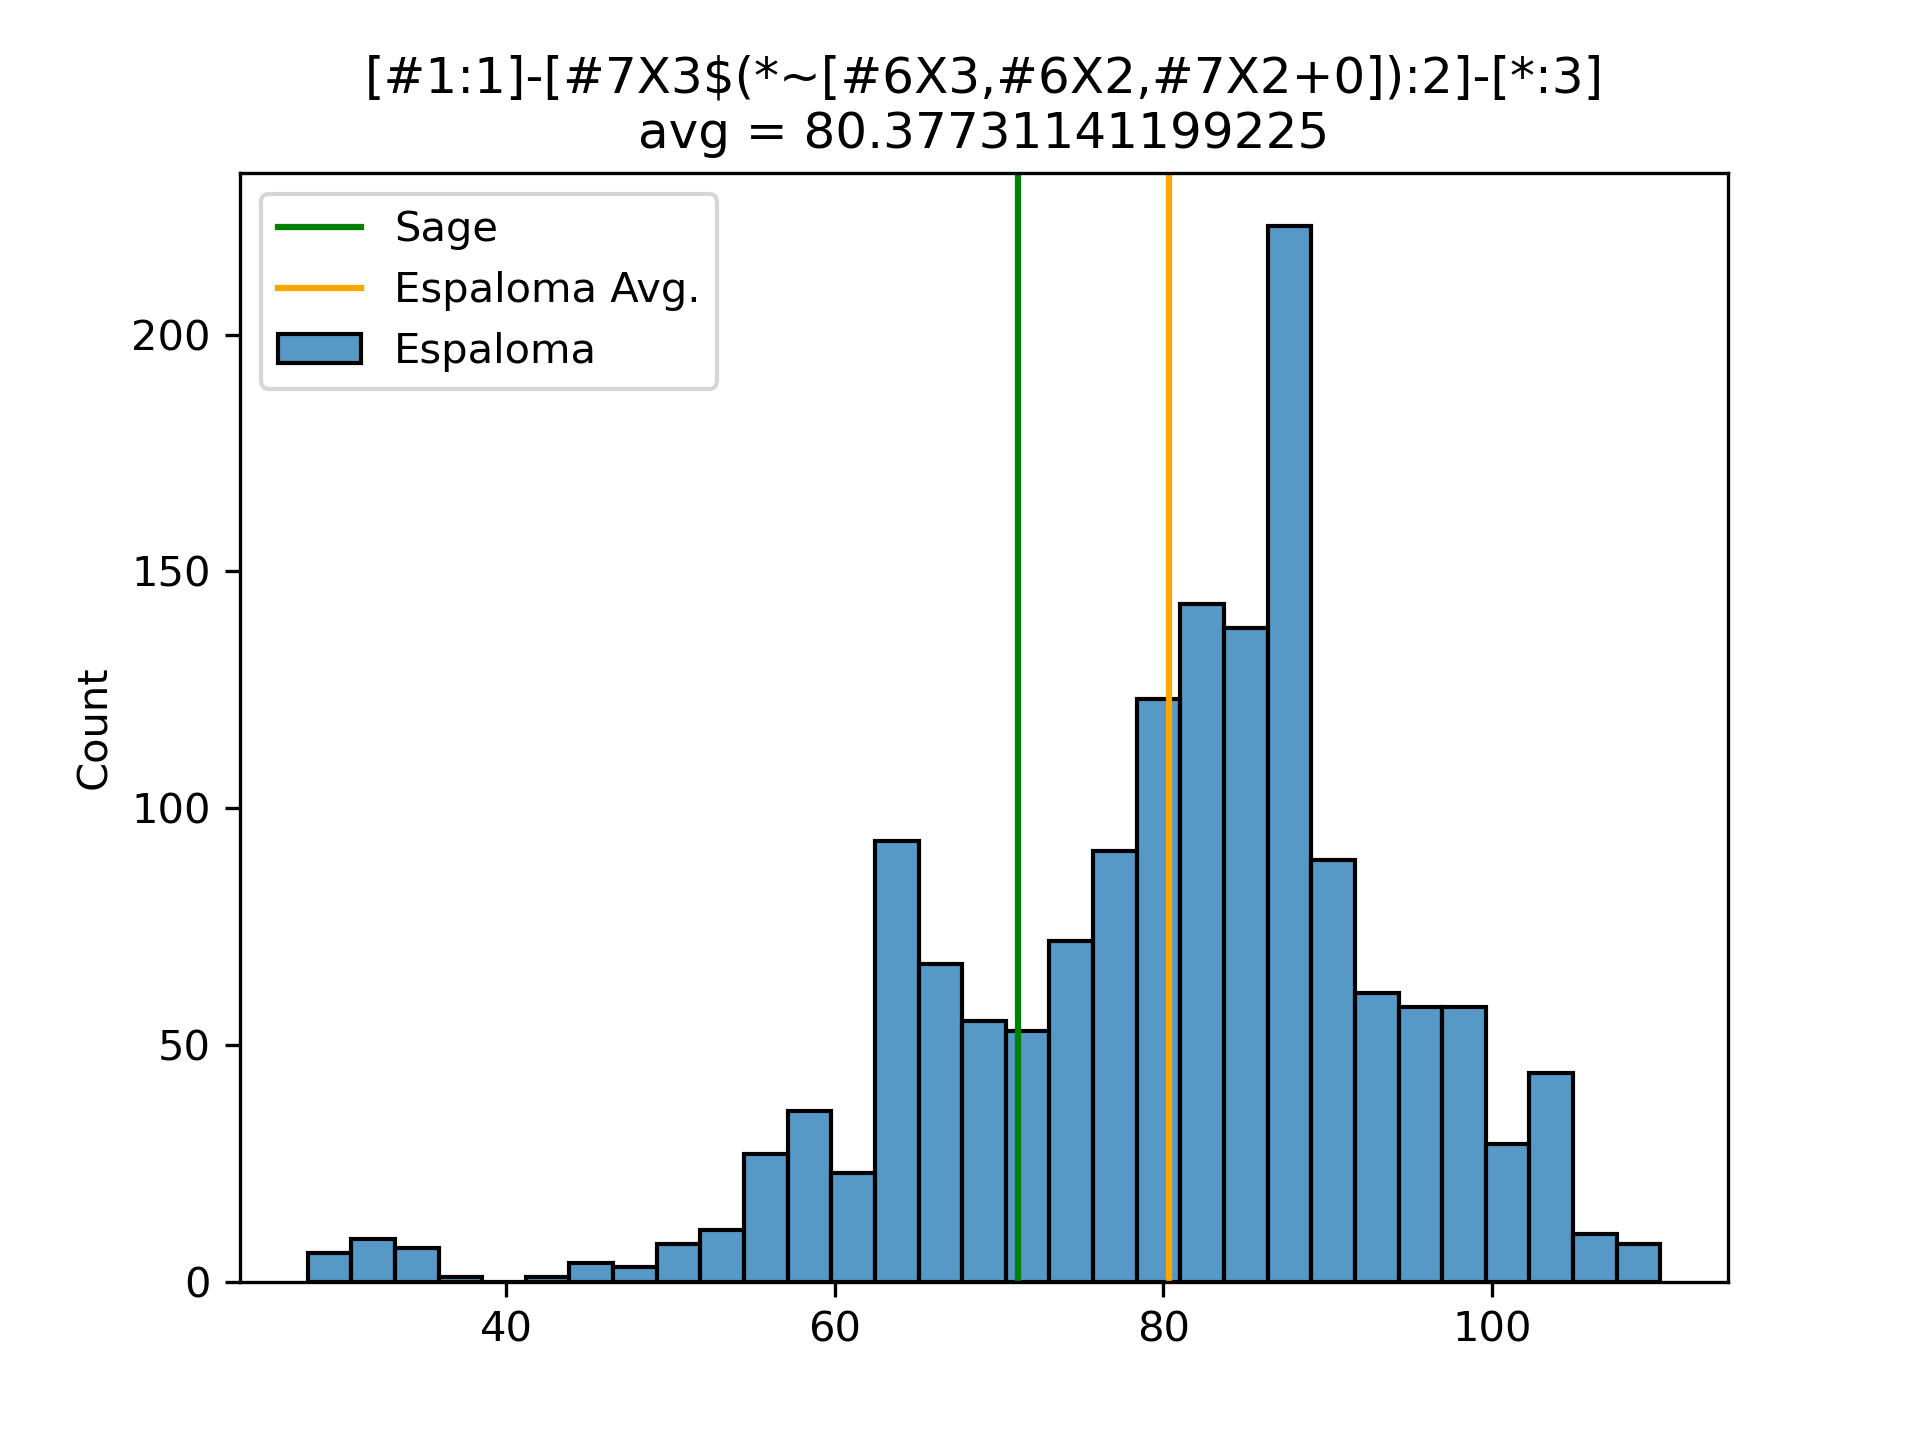 [#1:1]-[#7X3$(*~[#6X3,#6X2,#7X2+0]):2]-[*:3]
avg = 80.37731141199225
Sage
Espaloma Avg.
Espaloma
Count
200
150
100
50
0
40 60 80 100